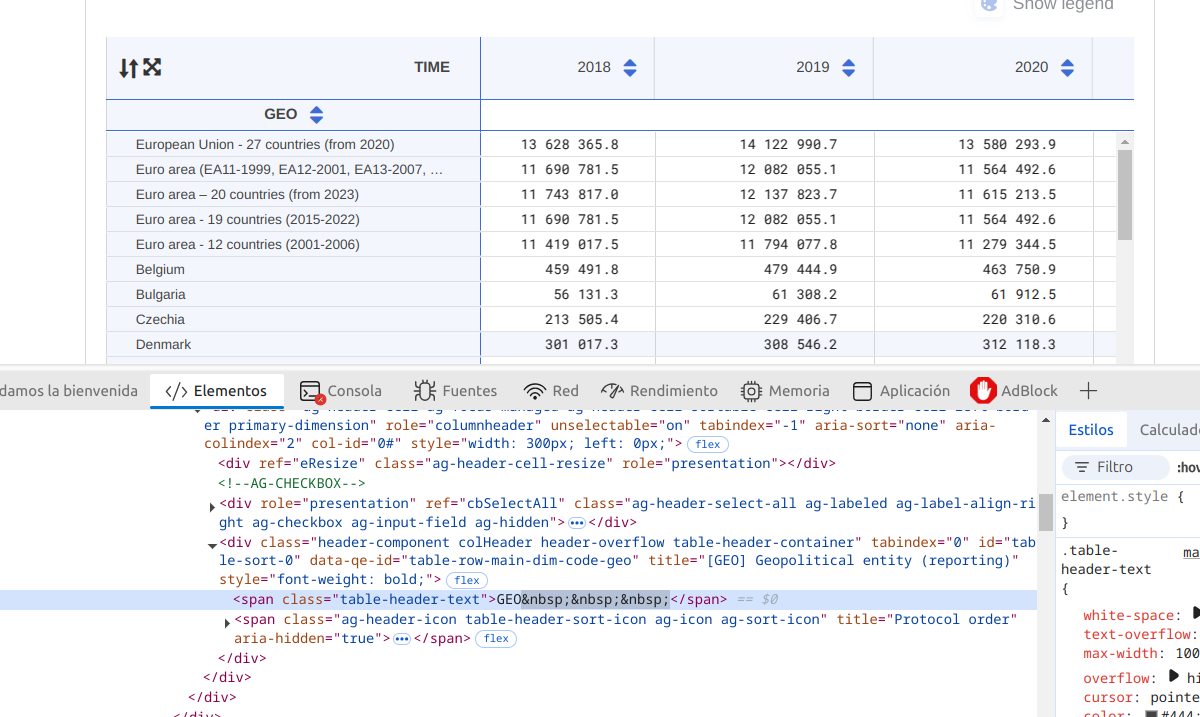 Show legend
TIME 2018 2019 2020
GEO
European Union - 27 countries (from 2020) 13 628 365.8 14 122 990.7 13 580 293.9
Euro area (EA11-1999, EA12-2001, EA13-2007, … 11 690 781.5 12 082 055.1 11 564 492.6
Euro area – 20 countries (from 2023) 11 743 817.0 12 137 823.7 11 615 213.5
Euro area - 19 countries (2015-2022) 11 690 781.5 12 082 055.1 11 564 492.6
Euro area - 12 countries (2001-2006) 11 419 017.5 11 794 077.8 11 279 344.5
Belgium 459 491.8 479 444.9 463 750.9
Bulgaria 56 131.3 61 308.2 61 912.5
Czechia 213 505.4 229 406.7 220 310.6
Denmark 301 017.3 308 546.2 312 118.3
damos la bienvenida </> Elementos Consola Fuentes Red Rendimiento Memoria Aplicación AdBlock
er primary-dimension" role="columnheader" unselectable="on" tabindex="-1" aria-sort="none" aria-
colindex="2" col-id="0#" style="width: 300px; left: 0px;"> flex
<div ref="eResize" class="ag-header-cell-resize" role="presentation"></div>
<!--AG-CHECKBOX-->
<div role="presentation" ref="cbSelectAll" class="ag-header-select-all ag-labeled ag-label-align-ri
ght ag-checkbox ag-input-field ag-hidden"> ••• </div>
<div class="header-component colHeader header-overflow table-header-container" tabindex="0" id="tab
le-sort-0" data-qe-id="table-row-main-dim-code-geo" title="[GEO] Geopolitical entity (reporting)"
style="font-weight: bold;"> flex
<span class="table-header-text">GEO&nbsp;&nbsp;&nbsp;</span> == $0
<span class="ag-header-icon table-header-sort-icon ag-icon ag-sort-icon" title="Protocol order"
aria-hidden="true"> ••• </span> flex
</div>
</div>
</div>
</div>
Estilos Calculado
Filtro :hov
element.style {
}
.table- ma
header-text
{
white-space:
text-overflow:
max-width: 100
overflow: hi
cursor: pointe
color: #444;